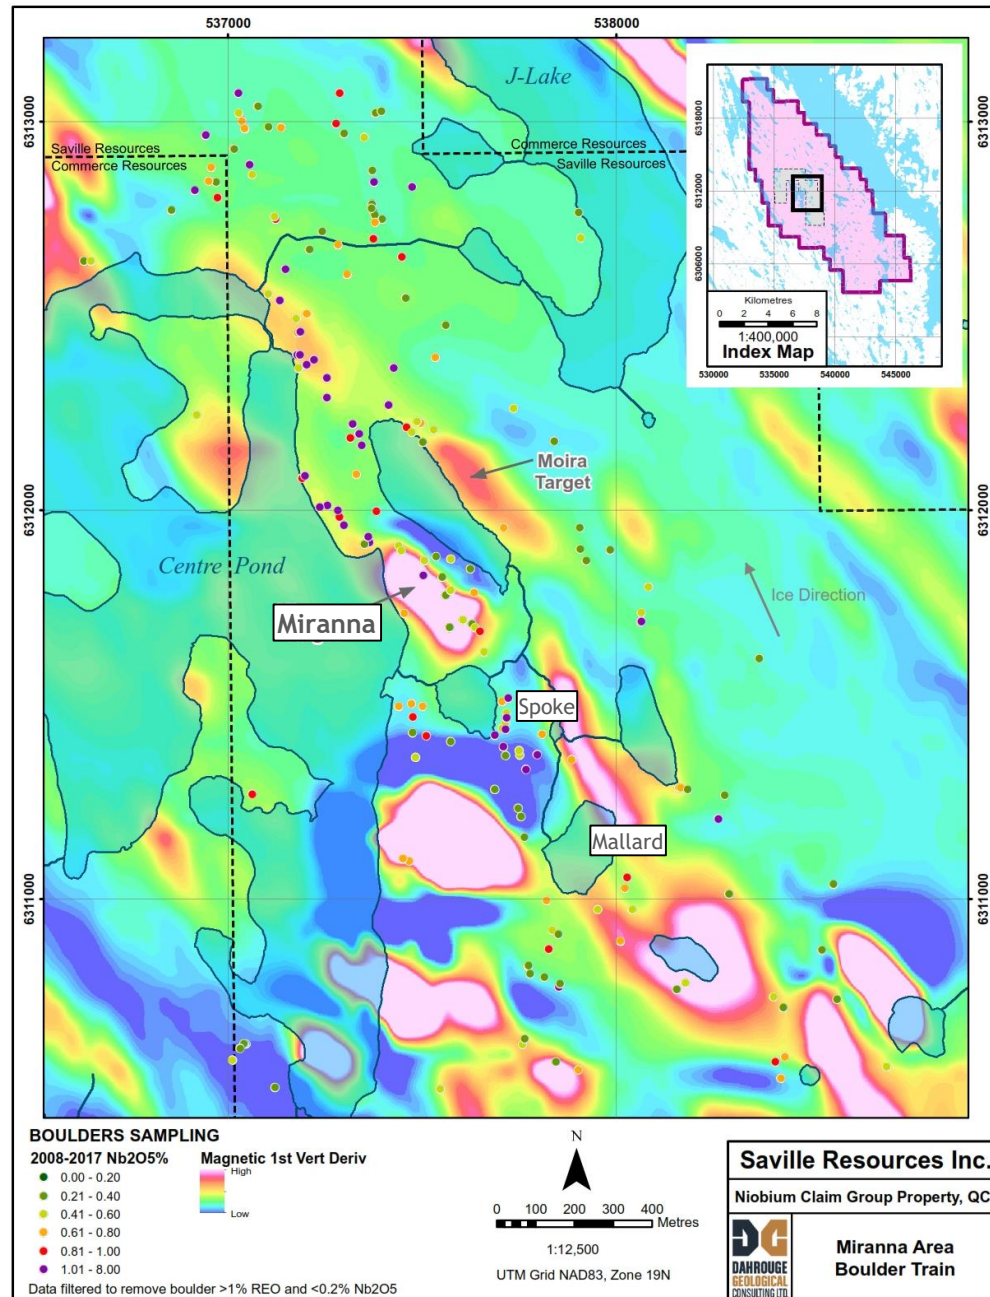 537000
538000
J-Lake
6313000
6313000
Saville Resources
Commerce Resources
Commerce Resources
Saville Resources
6318000
6312000
6306000
Kilometres
0 2 4 6 8
1:400,000
Index Map
530000 535000 540000 545000
Moira
Target
6312000
6312000
Centre Pond
Ice Direction
Miranna
Spoke
Mallard
6311000
6311000
BOULDERS SAMPLING
2008-2017 Nb2O5%
0.00 - 0.20
0.21 - 0.40
0.41 - 0.60
0.61 - 0.80
0.81 - 1.00
1.01 - 8.00
Magnetic 1st Vert Deriv
High
Low
Data filtered to remove boulder >1% REO and <0.2% Nb2O5
N
0 100 200 300 400
Metres
1:12,500
UTM Grid NAD83, Zone 19N
Saville Resources Inc.
Niobium Claim Group Property, QC
DAHROUGE
GEOLOGICAL
CONSULTING LTD.
Miranna Area
Boulder Train